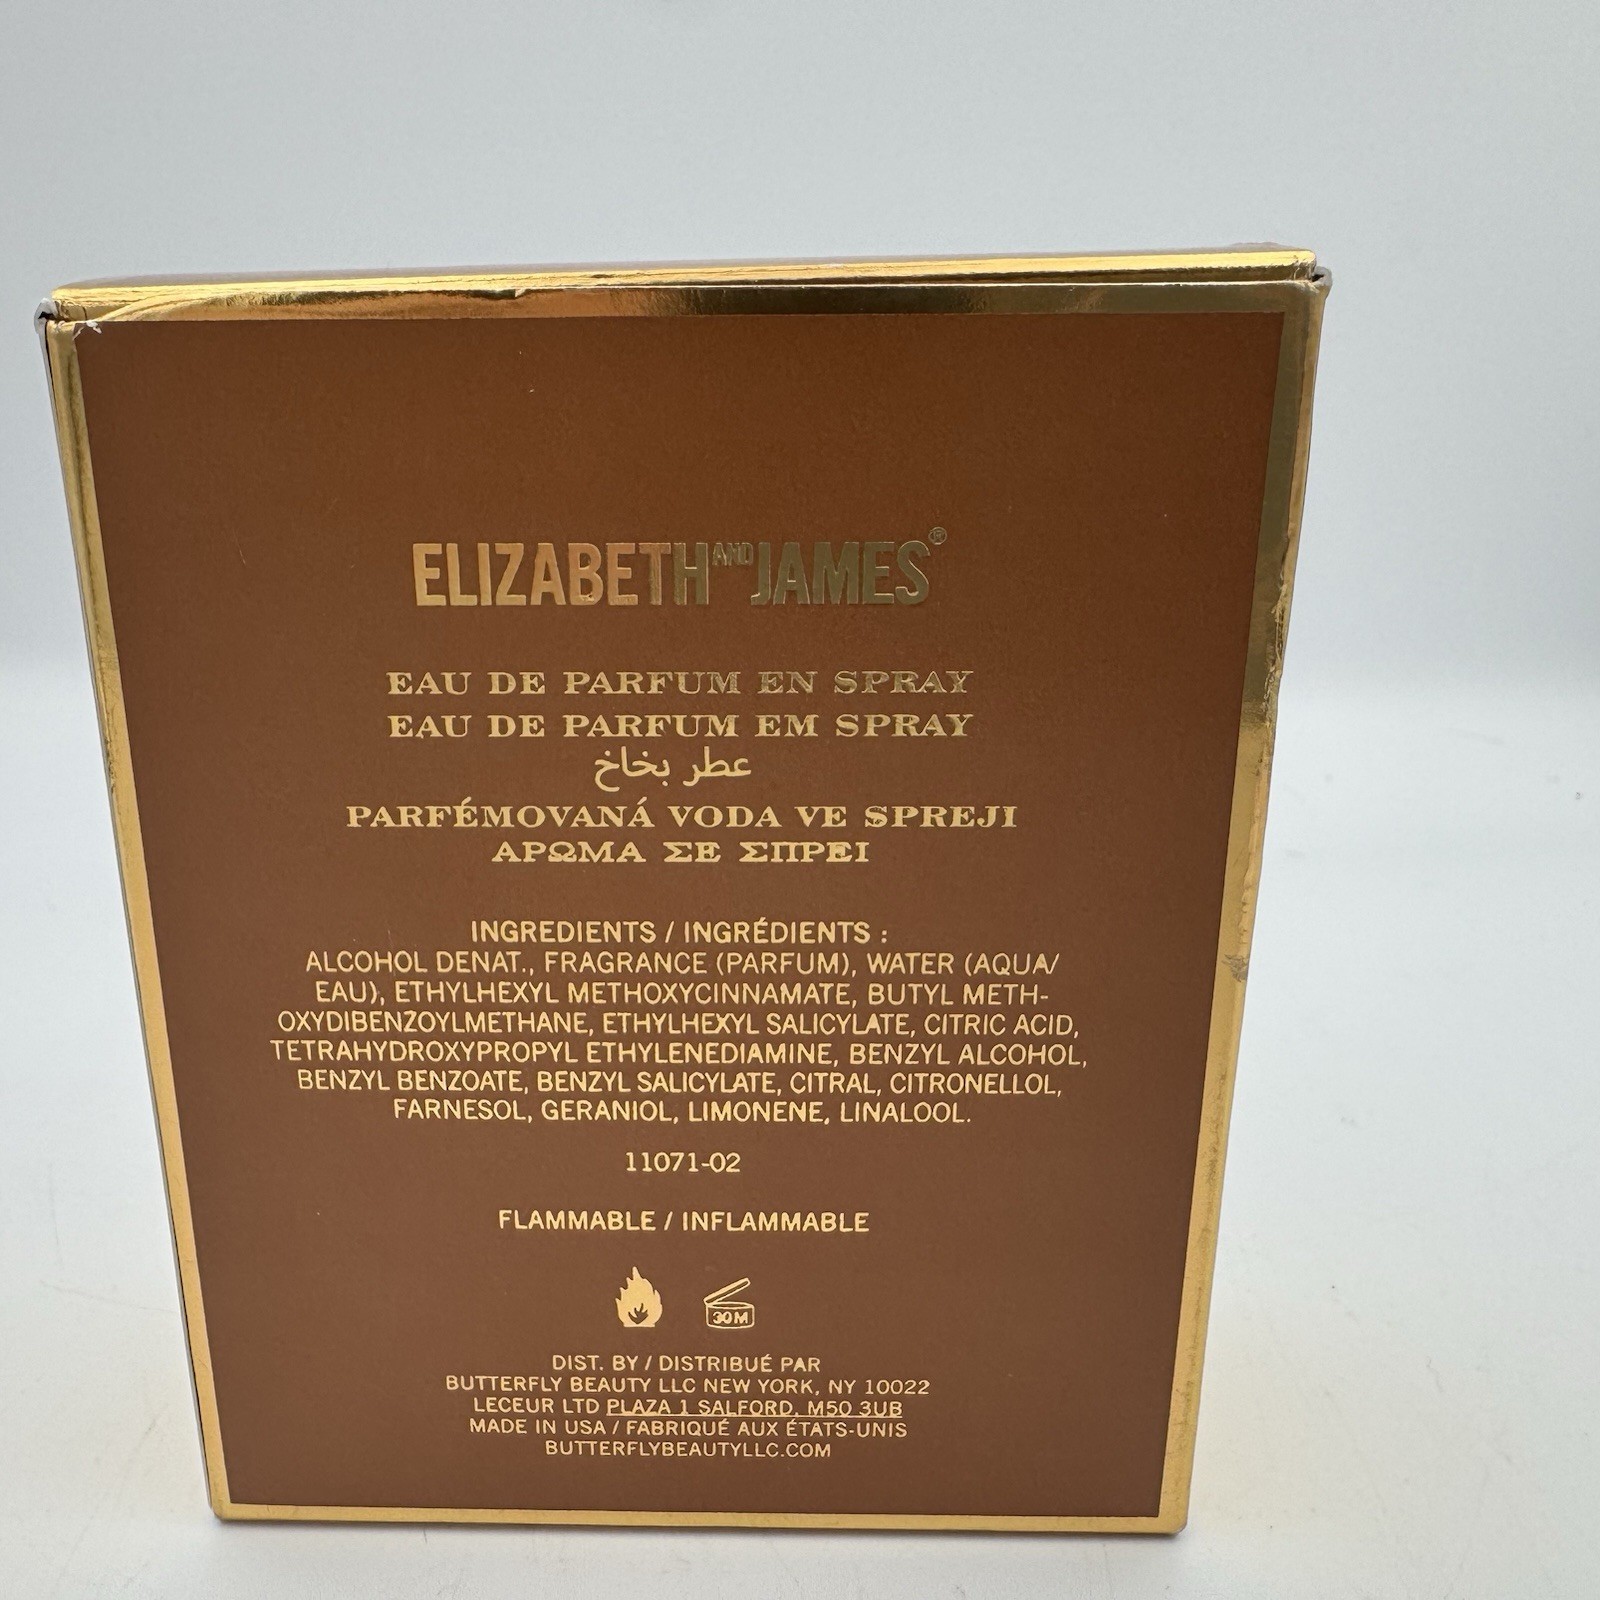 ELIZABETH AND JAMES®
EAU DE PARFUM EN SPRAY
EAU DE PARFUM EM SPRAY
عطر بخاخ
PARFÉMOVANÁ VODA VE SPREJI
ΑΡΩΜΑ ΣΕ ΣΠΡΕΙ
INGREDIENTS / INGRÉDIENTS :
ALCOHOL DENAT., FRAGRANCE (PARFUM), WATER (AQUA/
EAU), ETHYLHEXYL METHOXYCINNAMATE, BUTYL METH-
OXYDIBENZOYLMETHANE, ETHYLHEXYL SALICYLATE, CITRIC ACID,
TETRAHYDROXYPROPYL ETHYLENEDIAMINE, BENZYL ALCOHOL,
BENZYL BENZOATE, BENZYL SALICYLATE, CITRAL, CITRONELLOL,
FARNESOL, GERANIOL, LIMONENE, LINALOOL.
11071-02
FLAMMABLE / INFLAMMABLE
30 M
DIST. BY / DISTRIBUÉ PAR
BUTTERFLY BEAUTY LLC NEW YORK, NY 10022
LECEUR LTD PLAZA 1 SALFORD, M50 3UB
MADE IN USA / FABRIQUÉ AUX ÉTATS-UNIS
BUTTERFLYBEAUTYLLC.COM